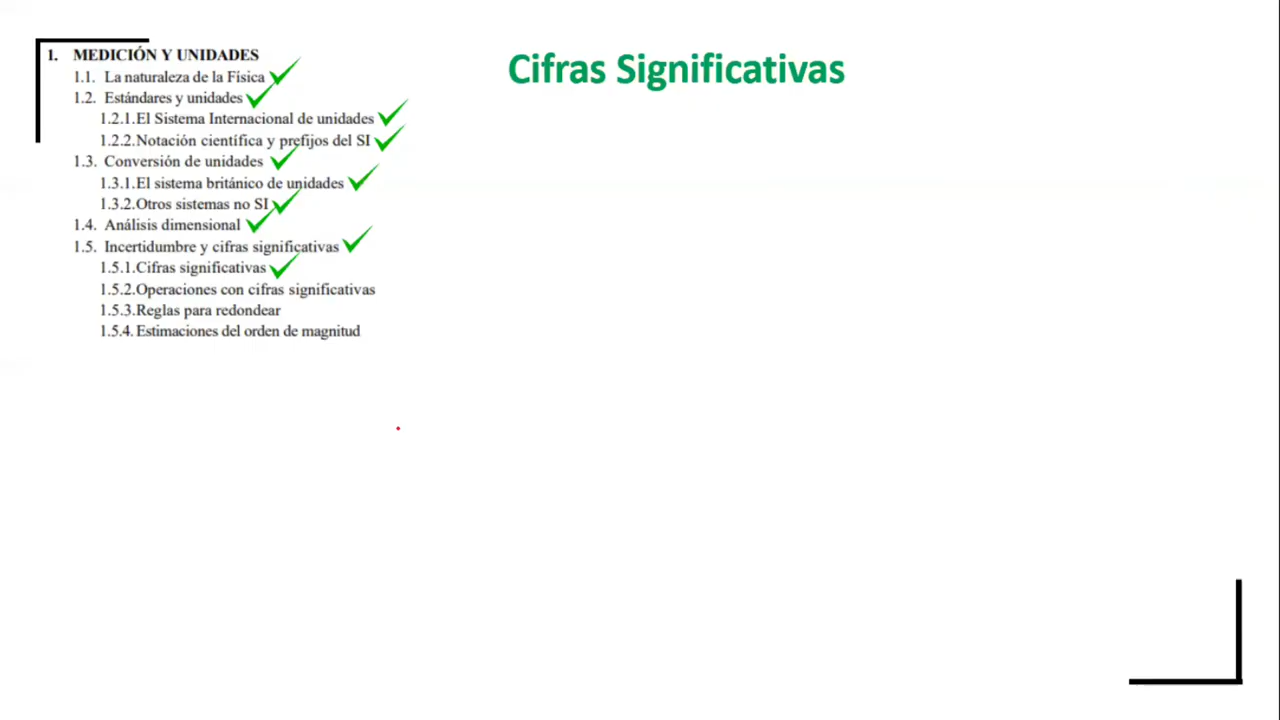 1. MEDICIÓN Y UNIDADES
1.1. La naturaleza de la Física
1.2. Estándares y unidades
1.2.1.El Sistema Internacional de unidades
1.2.2.Notación científica y prefijos del SI
1.3. Conversión de unidades
1.3.1.El sistema británico de unidades
1.3.2.Otros sistemas no SI
1.4. Análisis dimensional
1.5. Incertidumbre y cifras significativas
1.5.1.Cifras significativas
1.5.2.Operaciones con cifras significativas
1.5.3.Reglas para redondear
1.5.4. Estimaciones del orden de magnitud
Cifras Significativas